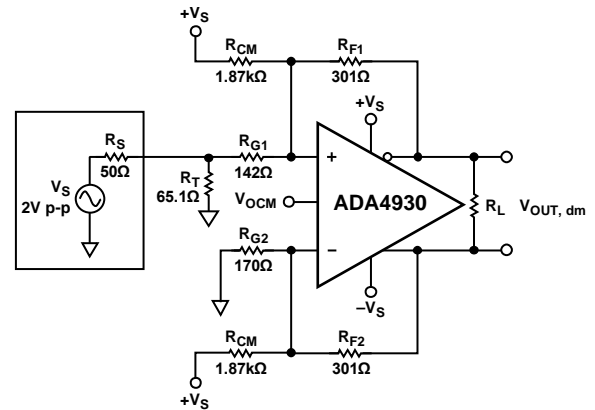 +VS
RCM
1.87kΩ
RF1
301Ω
+VS
RS
50Ω
VS
2V p-p
RT
65.1Ω
RG1
142Ω
+
VOCM
ADA4930
RL
VOUT, dm
RG2
170Ω
–
–VS
RCM
1.87kΩ
RF2
301Ω
+VS